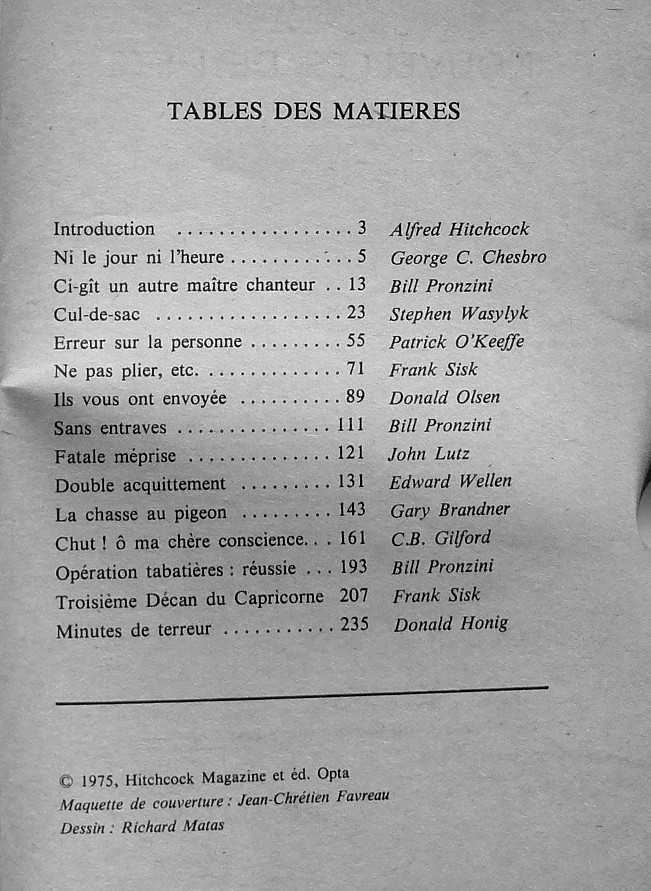 TABLES DES MATIERES
Introduction ................. 3 Alfred Hitchcock
Ni le jour ni l'heure ............ 5 George C. Chesbro
Ci-gît un autre maître chanteur .. 13 Bill Pronzini
Cul-de-sac .................. 23 Stephen Wasylyk
Erreur sur la personne ......... 55 Patrick O'Keeffe
Ne pas plier, etc. ............. 71 Frank Sisk
Ils vous ont envoyée .......... 89 Donald Olsen
Sans entraves ............... 111 Bill Pronzini
Fatale méprise .............. 121 John Lutz
Double acquittement ......... 131 Edward Wellen
La chasse au pigeon ......... 143 Gary Brandner
Chut ! ô ma chère conscience. . . 161 C.B. Gilford
Opération tabatières : réussie ... 193 Bill Pronzini
Troisième Décan du Capricorne 207 Frank Sisk
Minutes de terreur ........... 235 Donald Honig
© 1975, Hitchcock Magazine et éd. Opta
Maquette de couverture : Jean-Chrétien Favreau
Dessin : Richard Matas